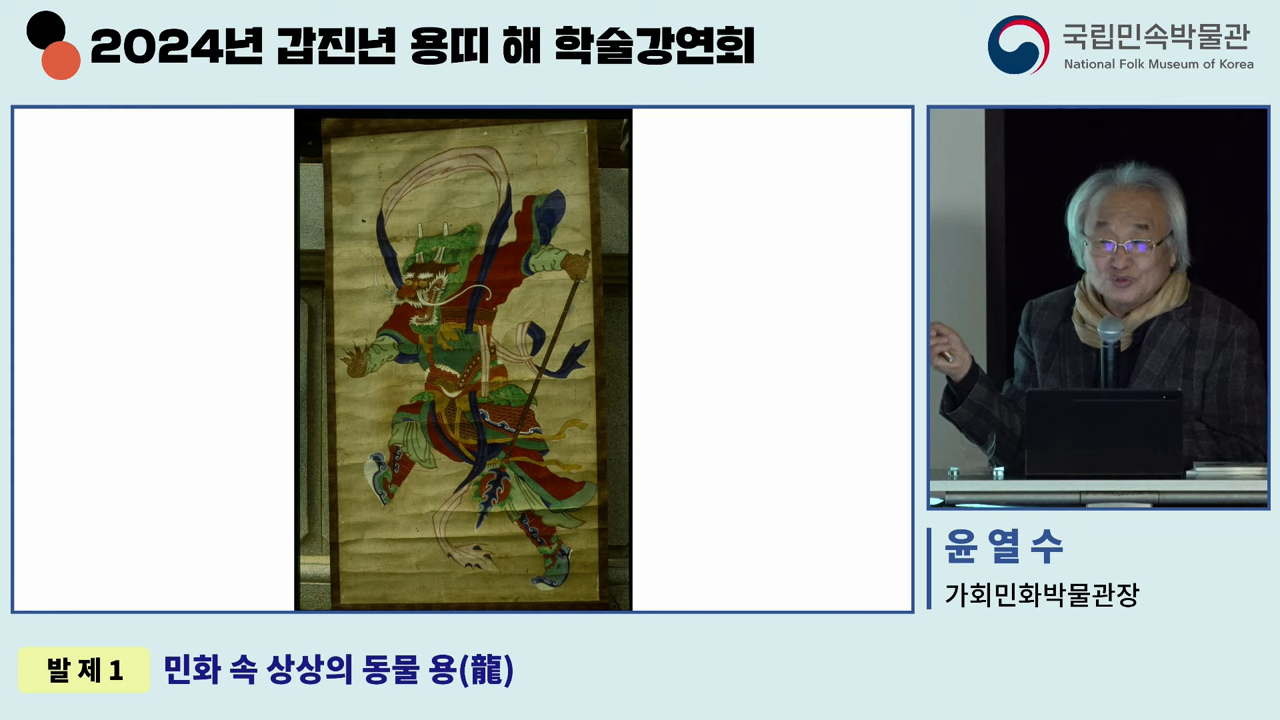 2024년 갑진년 용띠 해 학술강연회
국립민속박물관
National Folk Museum of Korea
윤열수
가회민화박물관장
발 제 1
민화 속 상상의 동물 용(龍)